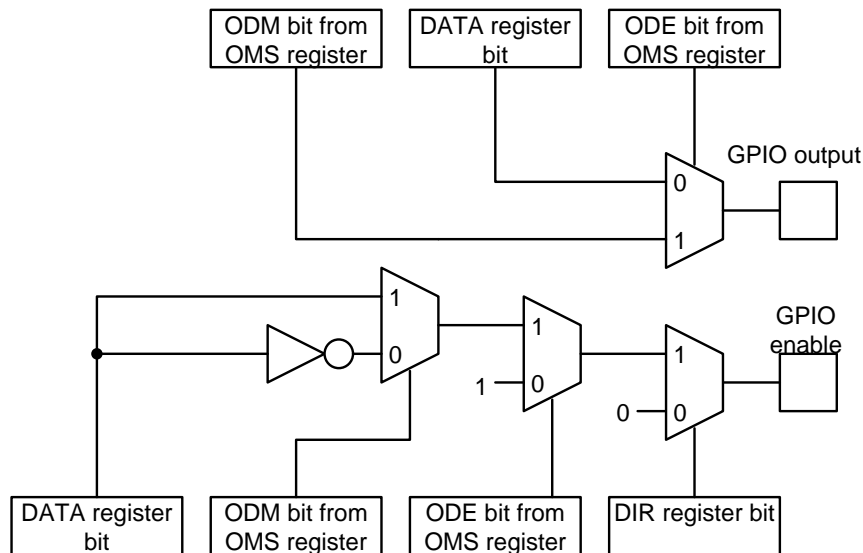 ODM bit from
OMS register
DATA register
bit
ODE bit from
OMS register
GPIO output
0
1
1
0
1
1
0
GPIO
enable
1
0
0
DATA register
bit
ODM bit from
OMS register
ODE bit from
OMS register
DIR register bit